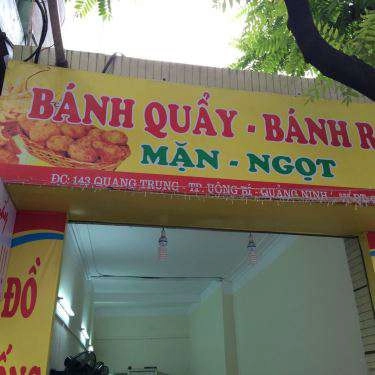 BÁNH QUẨY - BÁNH R
MẶN - NGỌT
ĐC: 143 QUANG TRUNG - TP. UÔNG BÍ - QUẢNG NINH
ĐỒ